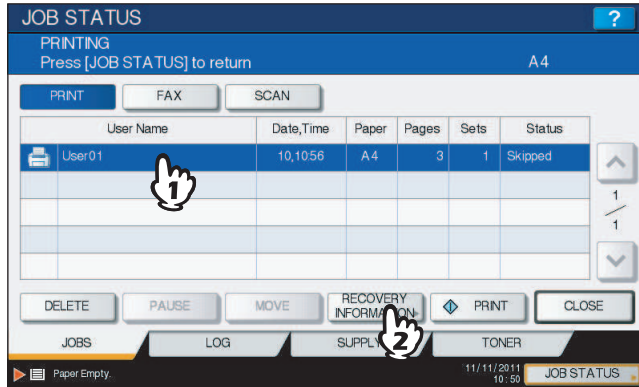 JOB STATUS
?
PRINTING
Press [JOB STATUS] to return
A4
PRINT
FAX
SCAN
User Name
Date,Time
Paper
Pages
Sets
Status
User01
10,10:56
A4
3
1
Skipped
1
1
1
DELETE
PAUSE
MOVE
RECOVERY
2
PRINT
CLOSE
JOBS
LOG
SUPPLY
TONER
Paper Empty.
11/11/2011
10:50
JOB STATUS